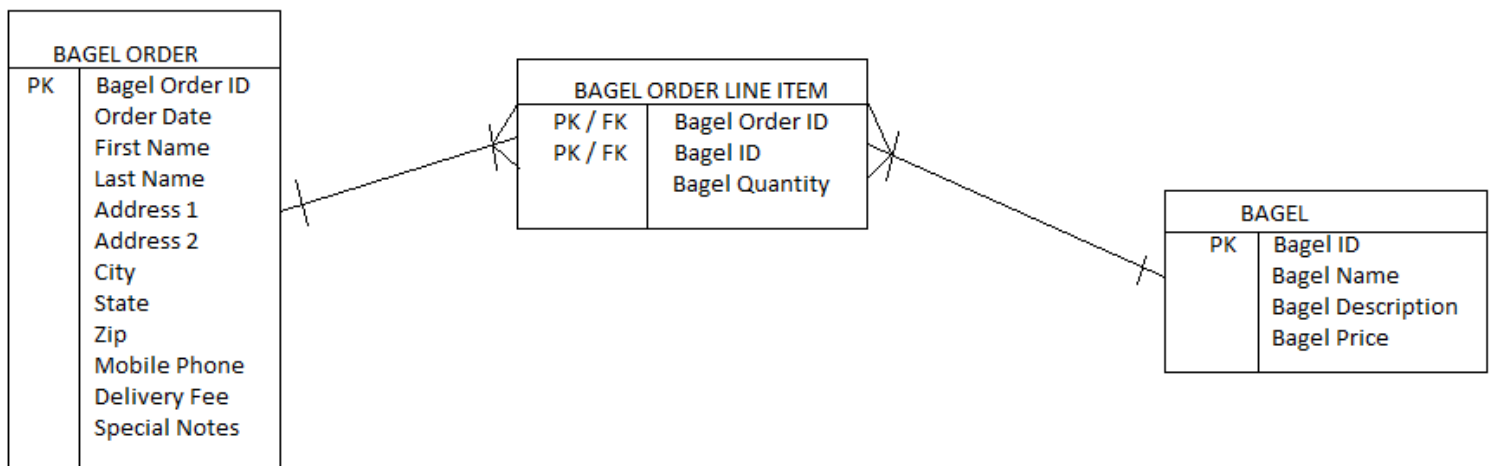 BAGEL ORDER
PK Bagel Order ID
Order Date
First Name
Last Name
Address 1
Address 2
City
State
Zip
Mobile Phone
Delivery Fee
Special Notes
BAGEL ORDER LINE ITEM
PK / FK Bagel Order ID
PK / FK Bagel ID
Bagel Quantity
BAGEL
PK Bagel ID
Bagel Name
Bagel Description
Bagel Price